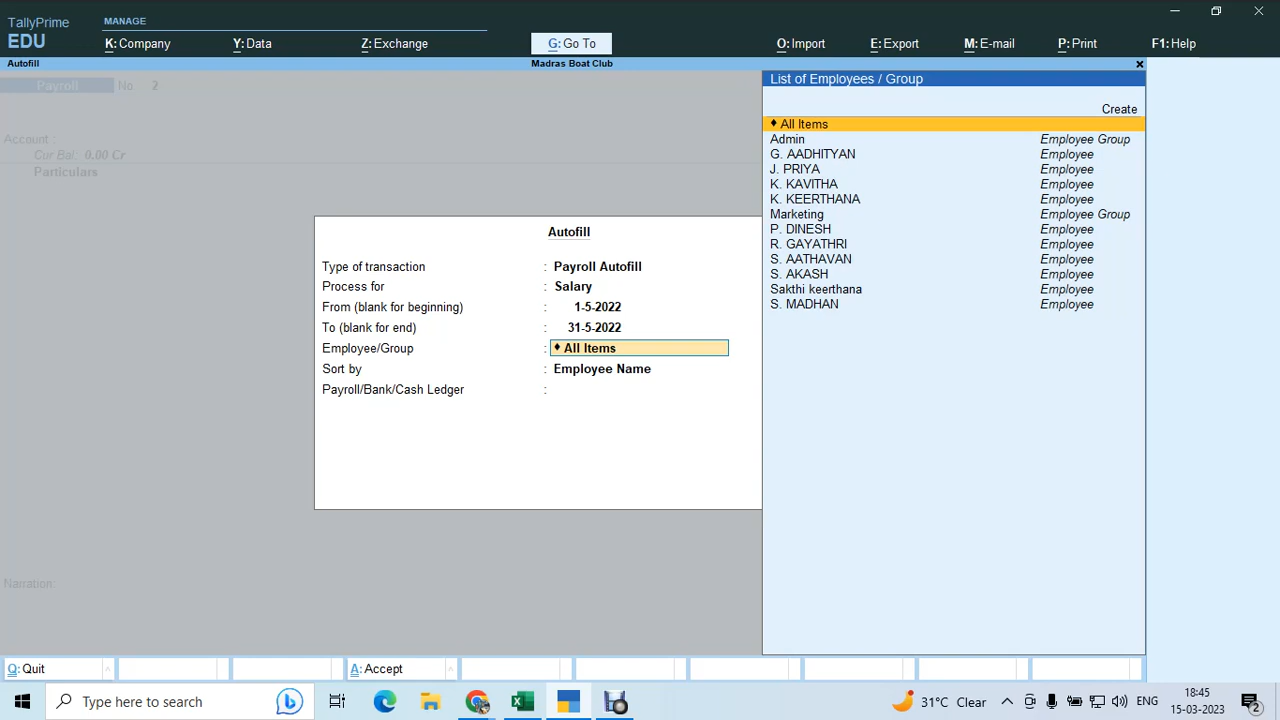 TallyPrime
EDU
MANAGE
K: Company
Y: Data
Z: Exchange
G: Go To
O: Import
E: Export
M: E-mail
P: Print
F1: Help
Autofill
Madras Boat Club
Payroll No. 2
Account :
Cur Bal: 0.00 Cr
Particulars
Narration:
Autofill
Type of transaction : Payroll Autofill
Process for : Salary
From (blank for beginning) : 1-5-2022
To (blank for end) : 31-5-2022
Employee/Group : ♦ All Items
Sort by : Employee Name
Payroll/Bank/Cash Ledger :
List of Employees / Group
Create
♦ All Items
Admin Employee Group
G. AADHITYAN Employee
J. PRIYA Employee
K. KAVITHA Employee
K. KEERTHANA Employee
Marketing Employee Group
P. DINESH Employee
R. GAYATHRI Employee
S. AATHAVAN Employee
S. AKASH Employee
Sakthi keerthana Employee
S. MADHAN Employee
Q: Quit
A: Accept
Type here to search
31°C Clear
ENG
18:45
15-03-2023
2